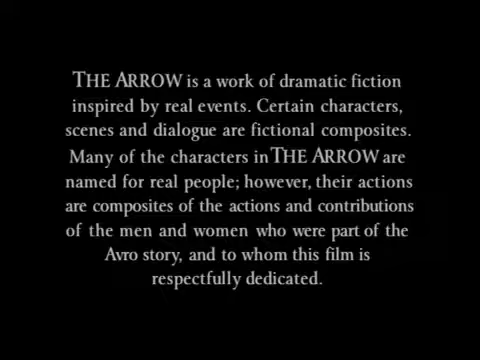 THE ARROW is a work of dramatic fiction
inspired by real events. Certain characters,
scenes and dialogue are fictional composites.
Many of the characters in THE ARROW are
named for real people; however, their actions
are composites of the actions and contributions
of the men and women who were part of the
Avro story, and to whom this film is
respectfully dedicated.